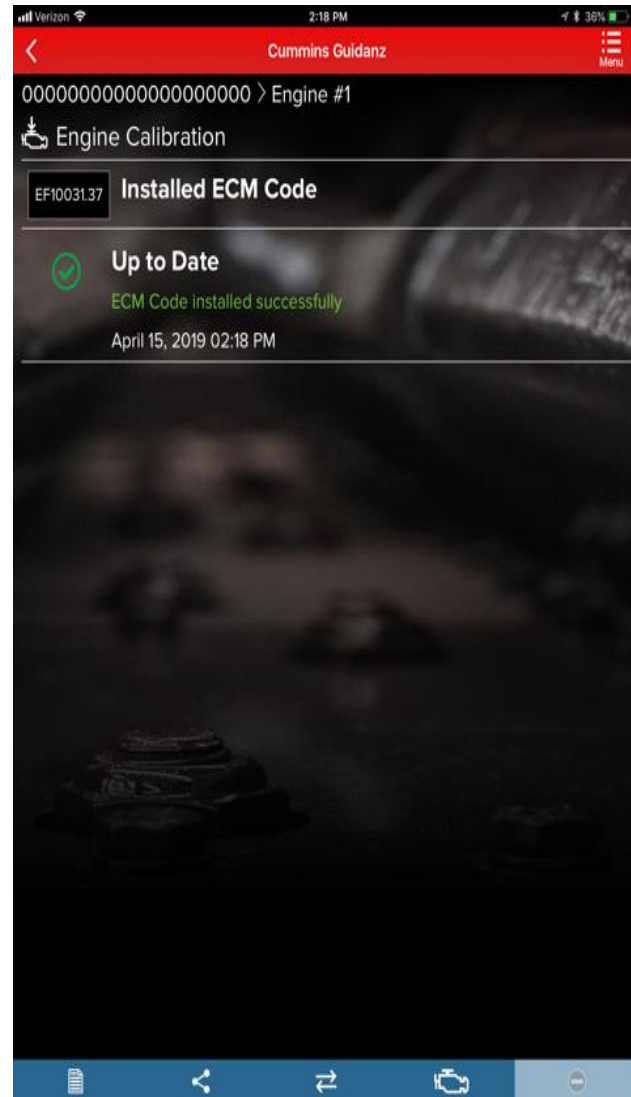 Verizon 2:18 PM 36%
Cummins Guidanz
Menu
00000000000000000000 > Engine #1
Engine Calibration
EF10031.37 Installed ECM Code
Up to Date
ECM Code installed successfully
April 15, 2019 02:18 PM